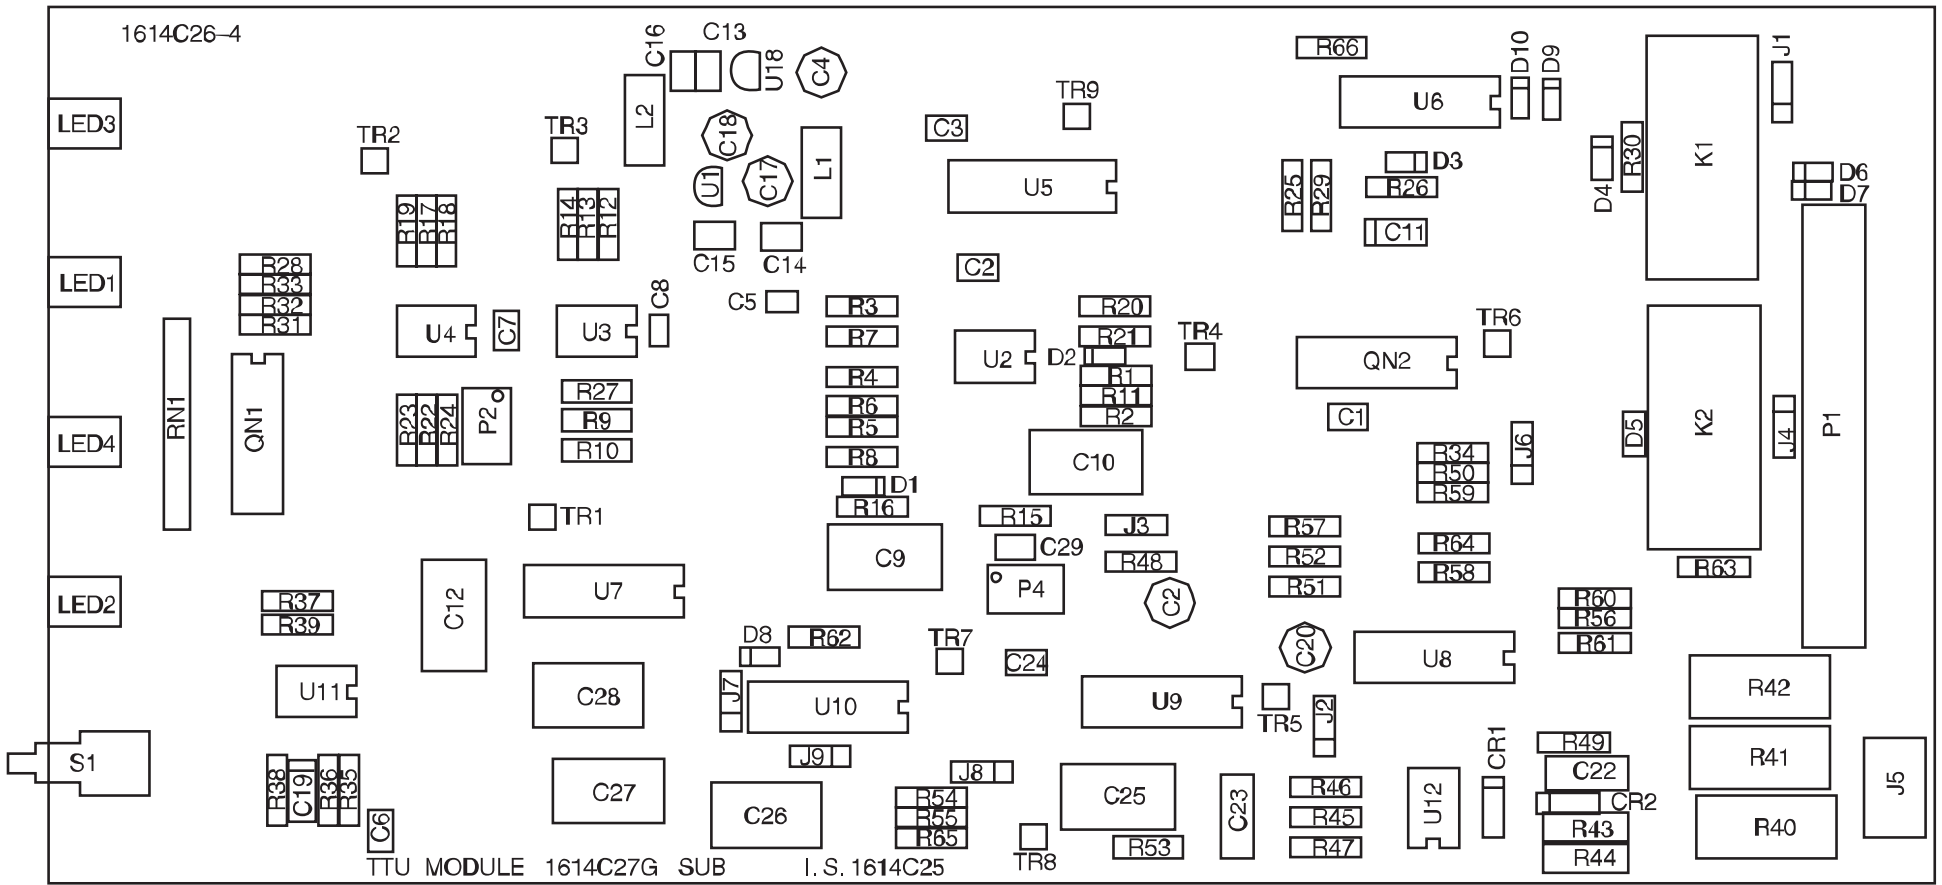 1614C26-4
C16
C13
U18
C4
R66
D10
D9
J1
LED3
TR2
TR3
L2
C18
C3
TR9
U6
D4
R30
K1
U1
C17
L1
U5
R25
R29
D3
R26
C11
D6
D7
R19
R17
R18
R14
R13
R12
C15
C14
C2
LED1
R28
R33
R32
R31
U4
C7
U3
C8
C5
R3
R7
R4
R6
R5
R8
D1
R16
U2
R20
R21
D2
R1
R11
R2
TR4
QN2
TR6
C1
RN1
QN1
R23
R22
R24
P2
R27
R9
R10
C10
R34
R50
R59
J6
D5
K2
J4
P1
LED4
TR1
C9
R15
C29
J3
R48
P4
C2
R57
R52
R51
R64
R58
R63
LED2
R37
R39
C12
U7
D8
R62
TR7
C24
C20
U8
R60
R56
R61
U11
C28
J7
U10
U9
TR5
J2
R42
S1
R38
C19
R36
R35
C6
C27
C26
J9
J8
R54
R55
R65
TR8
C25
R53
C23
R46
R45
R47
U12
CR1
R49
C22
CR2
R43
R44
R41
R40
J5
TTU MODULE 1614C27G SUB I.S.1614C25